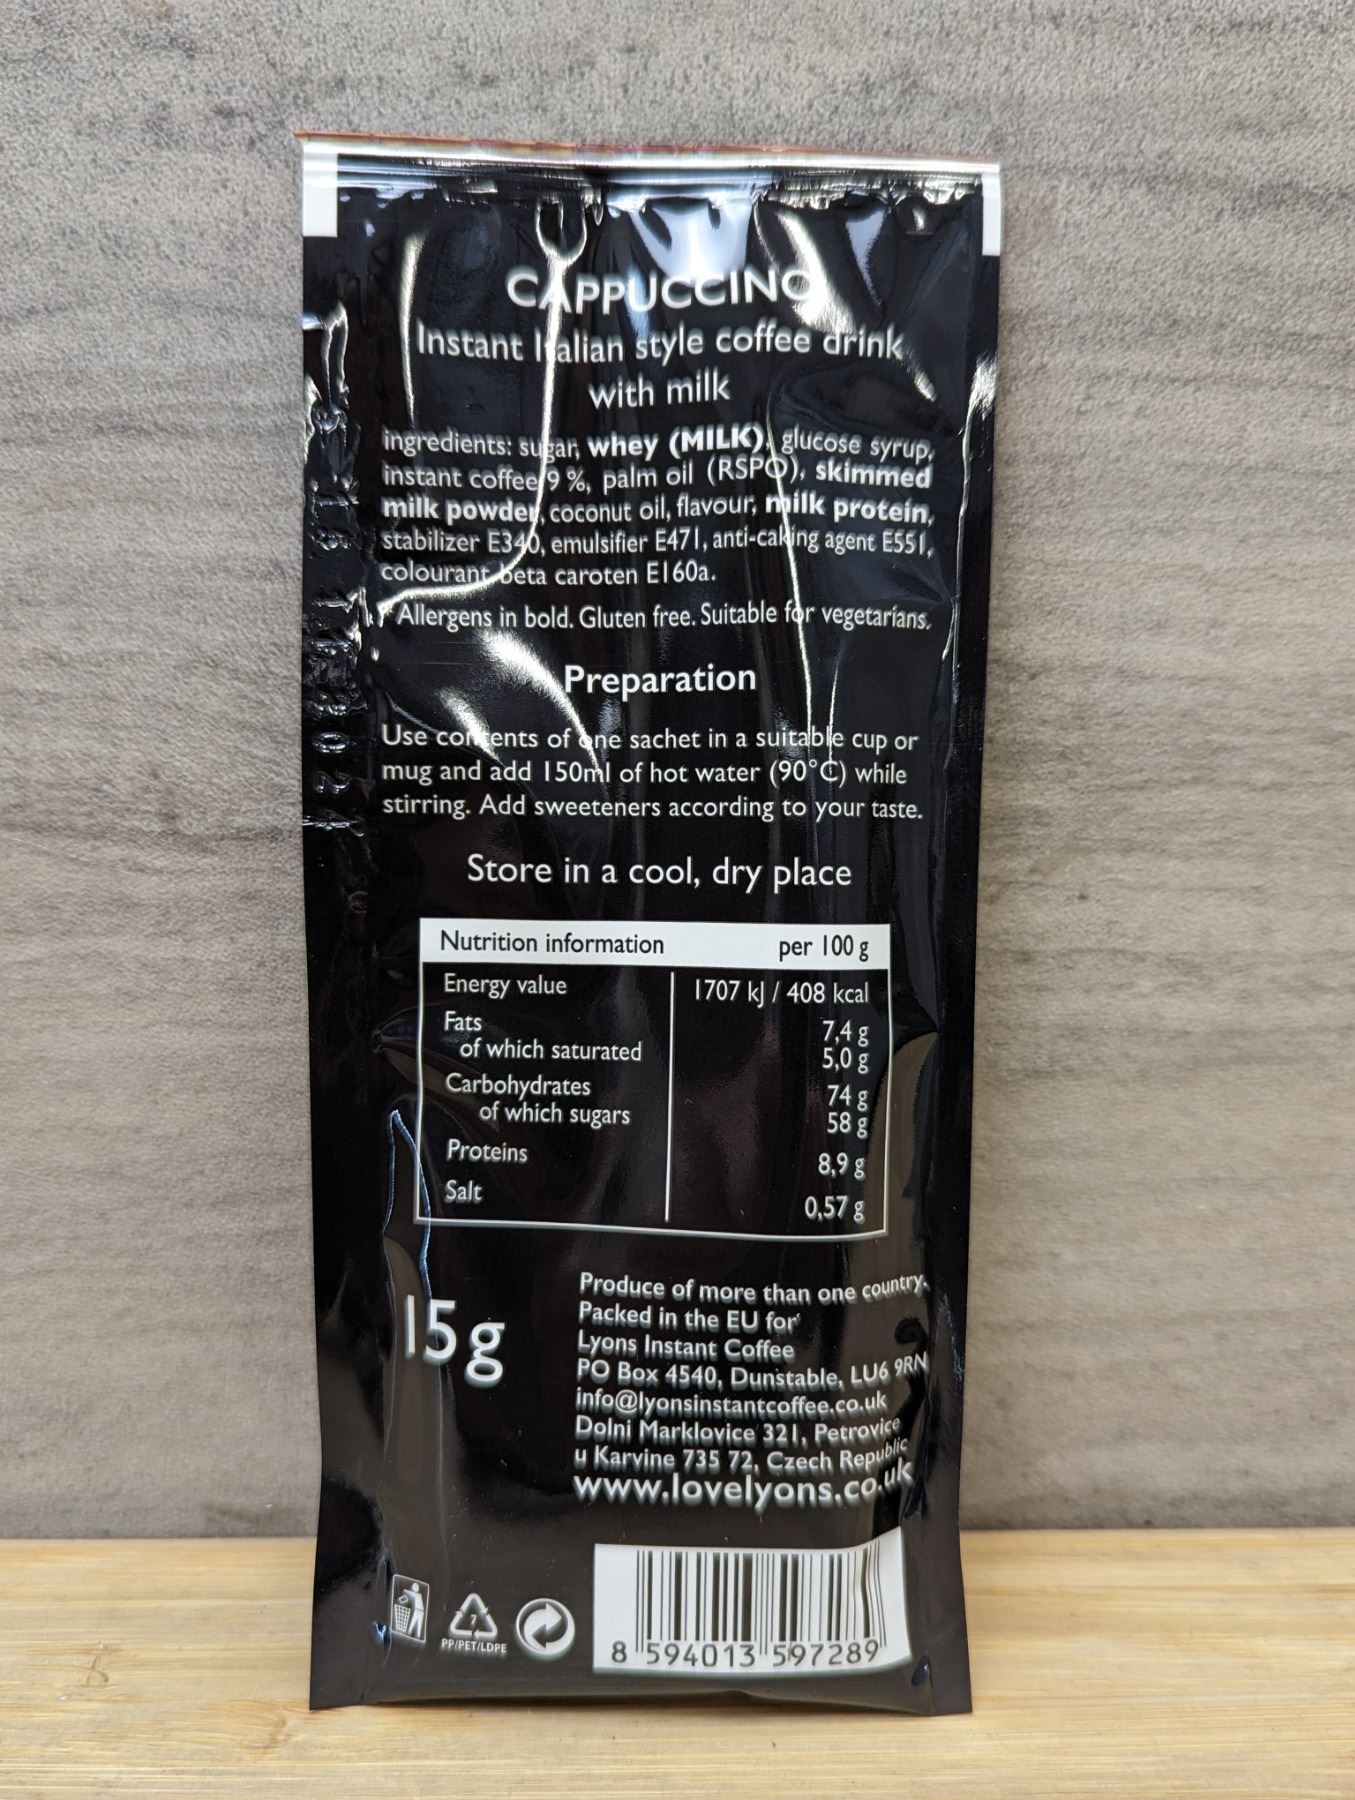 CAPPUCCINO
Instant Italian style coffee drink
with milk
ingredients: sugar, whey (MILK), glucose syrup,
instant coffee 9 %, palm oil (RSPO), skimmed
milk powder, coconut oil, flavour, milk protein,
stabilizer E340, emulsifier E471, anti-caking agent E551,
colourant beta caroten E160a.
Allergens in bold. Gluten free. Suitable for vegetarians.
Preparation
Use contents of one sachet in a suitable cup or
mug and add 150ml of hot water (90°C) while
stirring. Add sweeteners according to your taste.
Store in a cool, dry place
Nutrition information per 100 g
Energy value 1707 kJ / 408 kcal
Fats 7,4 g
of which saturated 5,0 g
Carbohydrates 74 g
of which sugars 58 g
Proteins 8,9 g
Salt 0,57 g
15g
Produce of more than one country.
Packed in the EU for
Lyons Instant Coffee
PO Box 4540, Dunstable, LU6 9RN
info@lyonsinstantcoffee.co.uk
Dolni Marklovice 321, Petrovice
u Karvine 735 72, Czech Republic
www.lovelyons.co.uk
7
PP/PET/LDPE
8 594013 597289